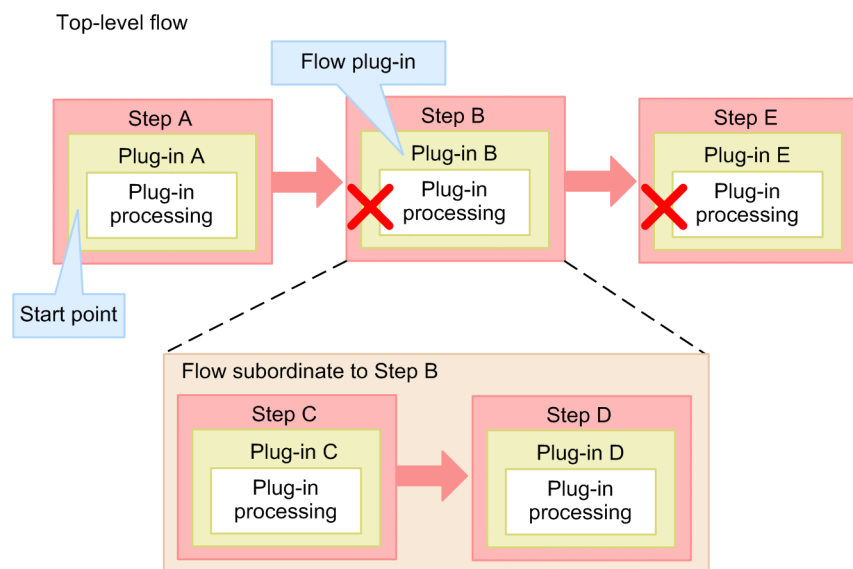 Top-level flow
Flow plug-in
Step A
Step B
Step E
Plug-in A
Plug-in B
Plug-in E
Plug-in
processing
Plug-in
processing
Plug-in
processing
Start point
Flow subordinate to Step B
Step C
Step D
Plug-in C
Plug-in D
Plug-in
processing
Plug-in
processing